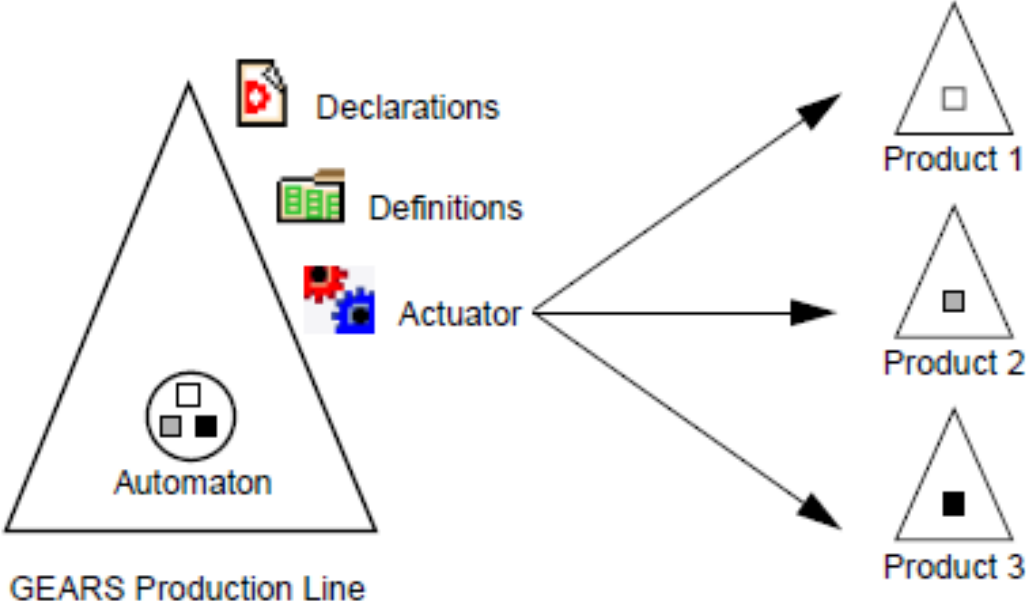 Declarations
Definitions
Actuator
Automaton
GEARS Production Line
Product 1
Product 2
Product 3